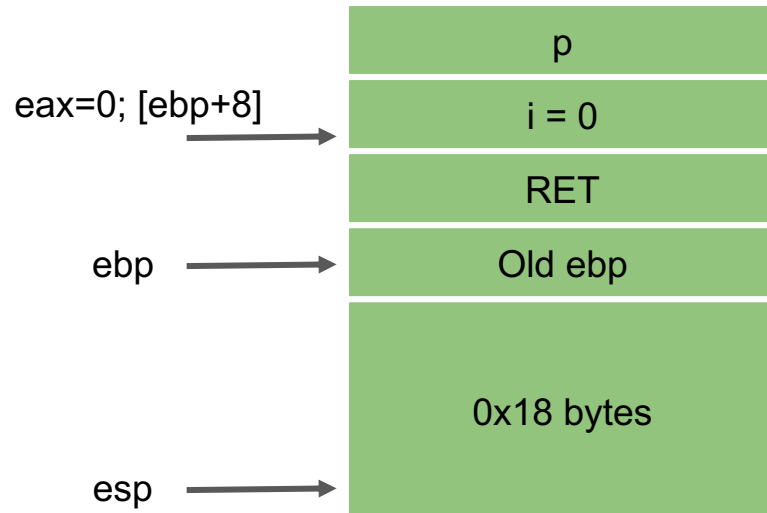 p
eax=0; [ebp+8]
i = 0
RET
ebp
Old ebp
0x18 bytes
esp